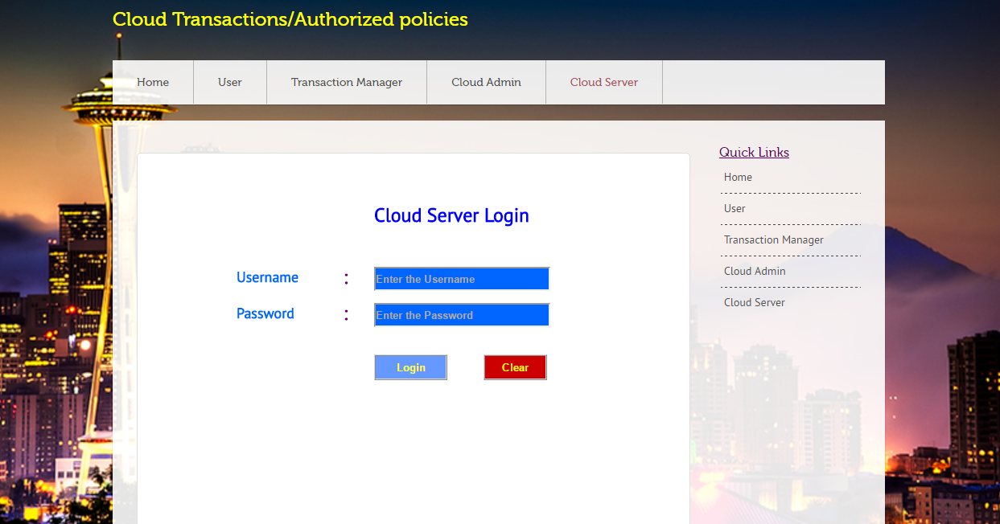 Cloud Transactions/Authorized policies
Home User Transaction Manager Cloud Admin Cloud Server
Cloud Server Login
Username : Enter the Username
Password : Enter the Password
Login Clear
Quick Links
Home
User
Transaction Manager
Cloud Admin
Cloud Server